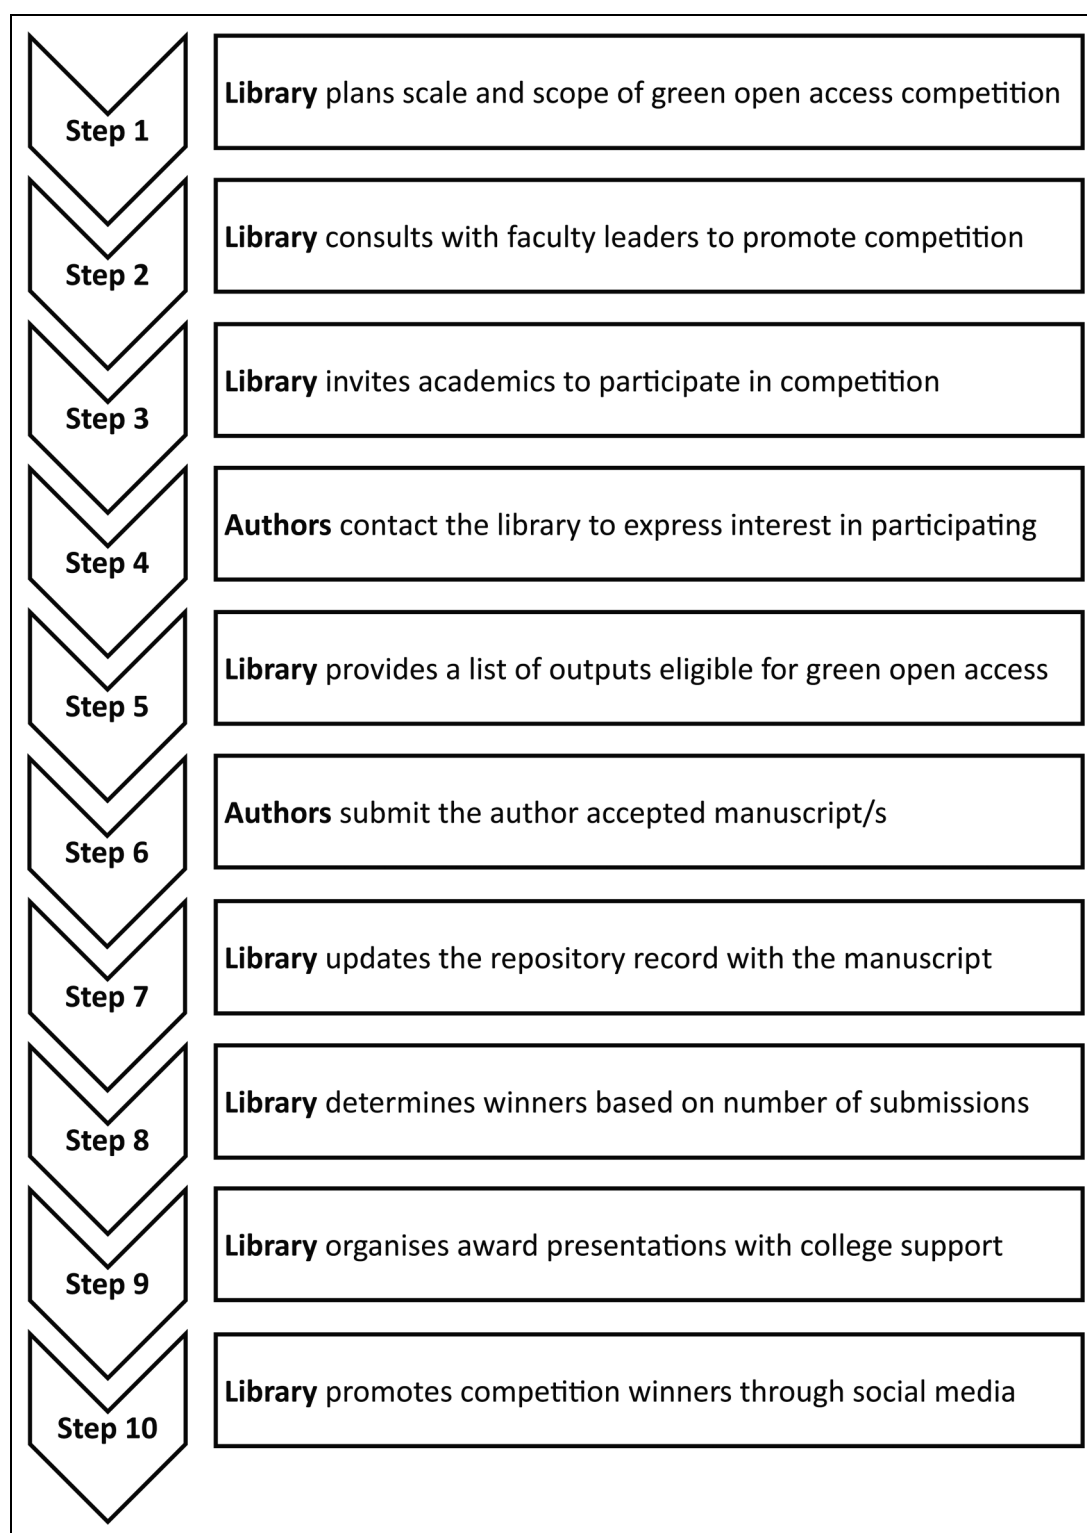 Step 1
Library plans scale and scope of green open access competition
Step 2
Library consults with faculty leaders to promote competition
Step 3
Library invites academics to participate in competition
Step 4
Authors contact the library to express interest in participating
Step 5
Library provides a list of outputs eligible for green open access
Step 6
Authors submit the author accepted manuscript/s
Step 7
Library updates the repository record with the manuscript
Step 8
Library determines winners based on number of submissions
Step 9
Library organises award presentations with college support
Step 10
Library promotes competition winners through social media